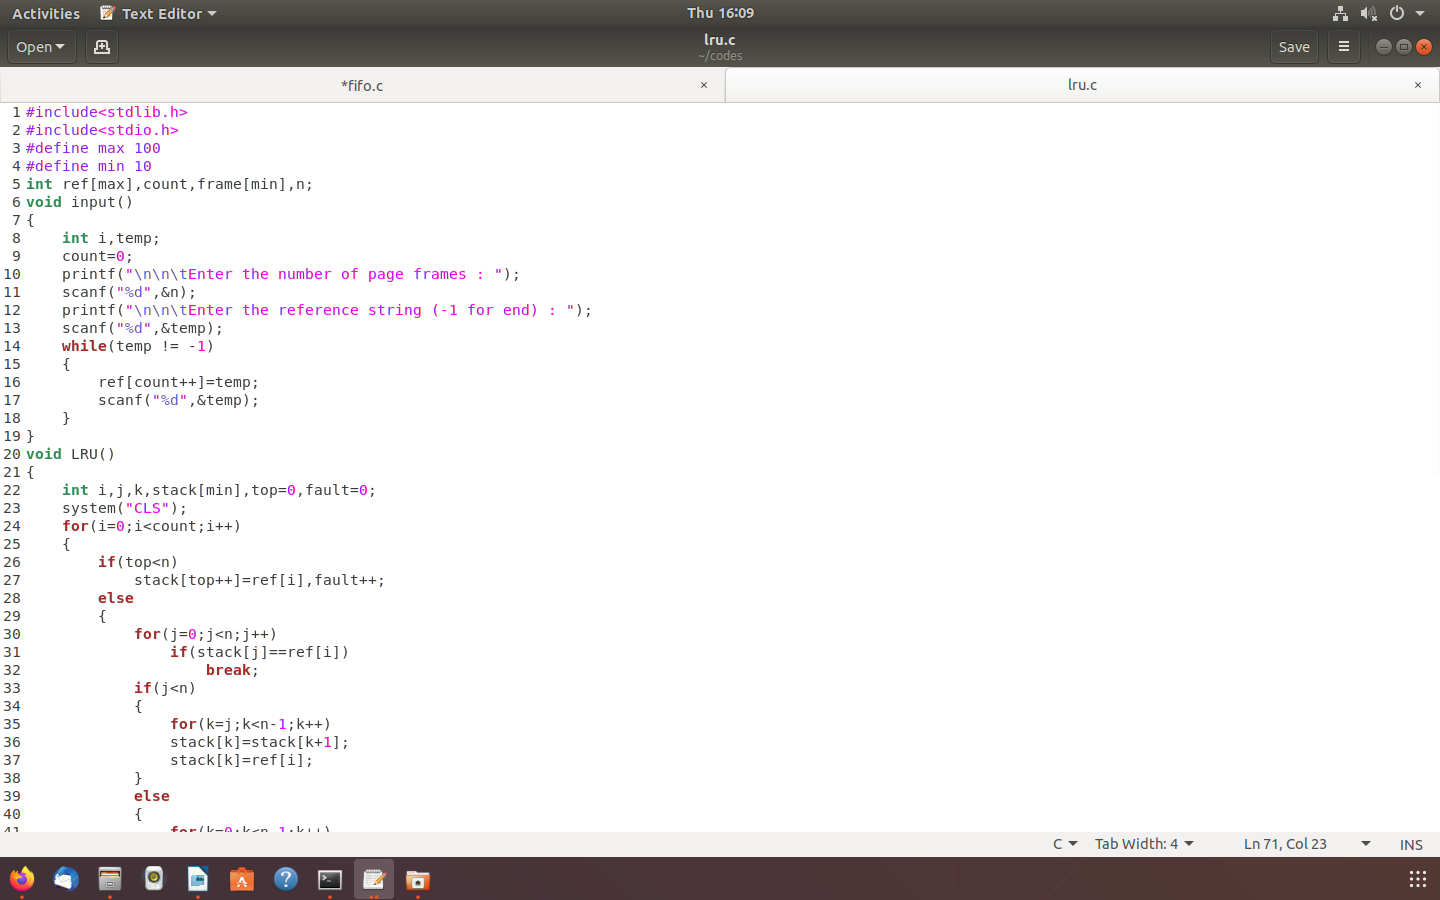 Activities Text Editor Thu 16:09
Open lru.c Save
~/codes
*fifo.c × lru.c ×
1 #include<stdlib.h>
2 #include<stdio.h>
3 #define max 100
4 #define min 10
5 int ref[max],count,frame[min],n;
6 void input()
7 {
8     int i,temp;
9     count=0;
10     printf("\n\n\tEnter the number of page frames : ");
11     scanf("%d",&n);
12     printf("\n\n\tEnter the reference string (-1 for end) : ");
13     scanf("%d",&temp);
14     while(temp != -1)
15     {
16         ref[count++]=temp;
17         scanf("%d",&temp);
18     }
19 }
20 void LRU()
21 {
22     int i,j,k,stack[min],top=0,fault=0;
23     system("CLS");
24     for(i=0;i<count;i++)
25     {
26         if(top<n)
27             stack[top++]=ref[i],fault++;
28         else
29         {
30             for(j=0;j<n;j++)
31                 if(stack[j]==ref[i])
32                     break;
33             if(j<n)
34             {
35                 for(k=j;k<n-1;k++)
36                 stack[k]=stack[k+1];
37                 stack[k]=ref[i];
38             }
39             else
40             {
41                 for(k=0;k<n-1;k++)
C Tab Width: 4 Ln 71, Col 23 INS